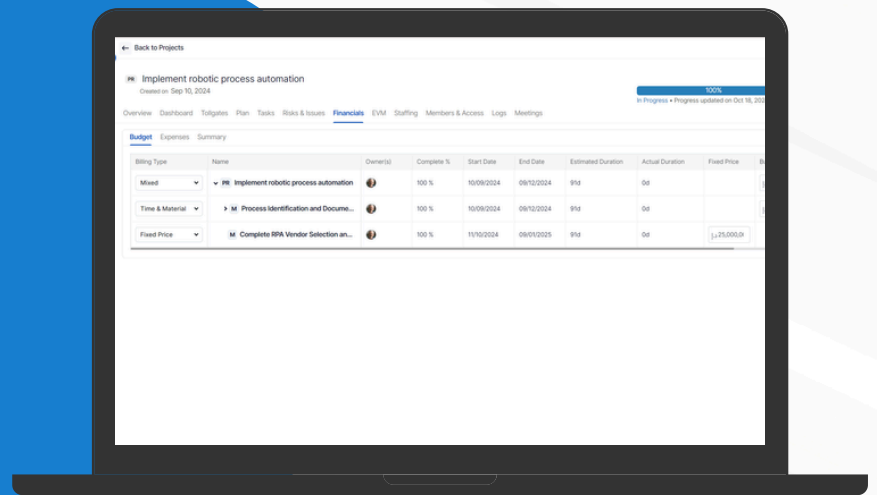 ← Back to Projects
PR Implement robotic process automation
Created on: Sep 10, 2024
100%
In Progress • Progress updated on Oct 18, 202
Overview Dashboard Tollgates Plan Tasks Risks & Issues Financials EVM Staffing Members & Access Logs Meetings
Budget Expenses Summary
Billing Type Name Owner(s) Complete % Start Date End Date Estimated Duration Actual Duration Fixed Price
Mixed PR Implement robotic process automation 100 % 10/09/2024 09/12/2024 91d 0d
Time & Material M Process Identification and Docume... 100 % 10/09/2024 09/12/2024 91d 0d
Fixed Price M Complete RPA Vendor Selection an... 100 % 11/10/2024 09/01/2025 91d 0d 25,000.0